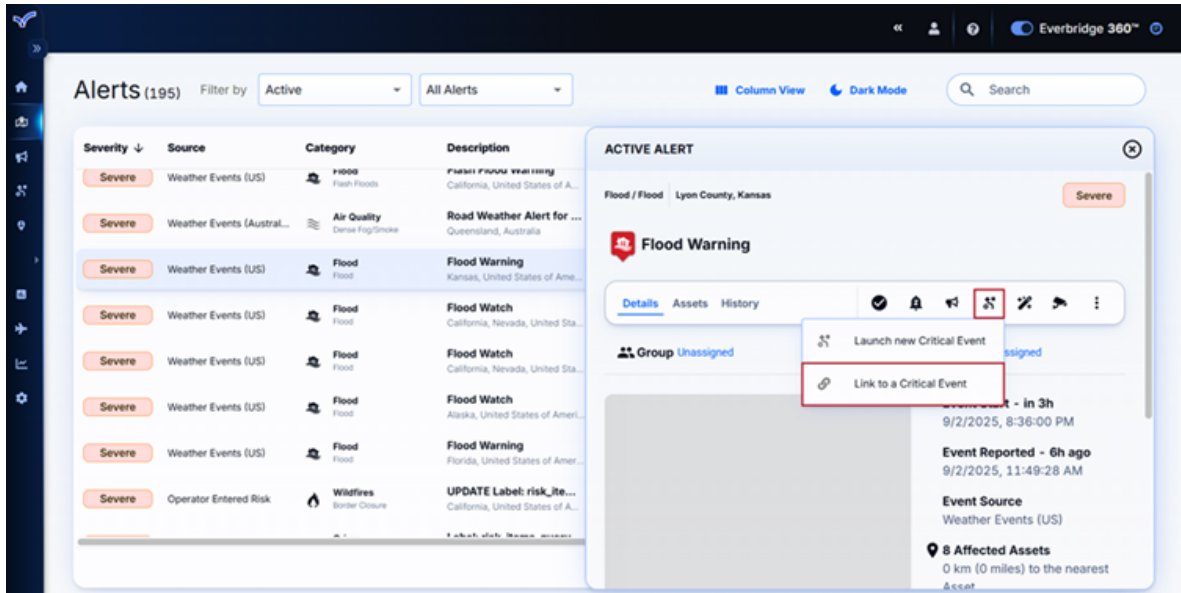 Everbridge 360™
Alerts (195) Filter by Active All Alerts Column View Dark Mode Search
Severity Source Category Description
Severe Weather Events (US) Flood Flash Flood Warning
Flash Floods California, United States of A...
Severe Weather Events (Austral... Air Quality Road Weather Alert for ...
Dense Fog/Smoke Queensland, Australia
Severe Weather Events (US) Flood Flood Warning
Flood Kansas, United States of Ame...
Severe Weather Events (US) Flood Flood Watch
Flood California, Nevada, United Sta...
Severe Weather Events (US) Flood Flood Watch
Flood California, Nevada, United Sta...
Severe Weather Events (US) Flood Flood Watch
Flood Alaska, United States of Ameri...
Severe Weather Events (US) Flood Flood Warning
Flood Florida, United States of Amer...
Severe Operator Entered Risk Wildfires UPDATE Label: risk_ite...
Border Closure California, United States of A...
ACTIVE ALERT
Flood / Flood Lyon County, Kansas Severe
Flood Warning
Details Assets History
Launch new Critical Event
Link to a Critical Event
Group Unassigned ssigned
- in 3h
9/2/2025, 8:36:00 PM
Event Reported - 6h ago
9/2/2025, 11:49:28 AM
Event Source
Weather Events (US)
8 Affected Assets
0 km (0 miles) to the nearest
Asset